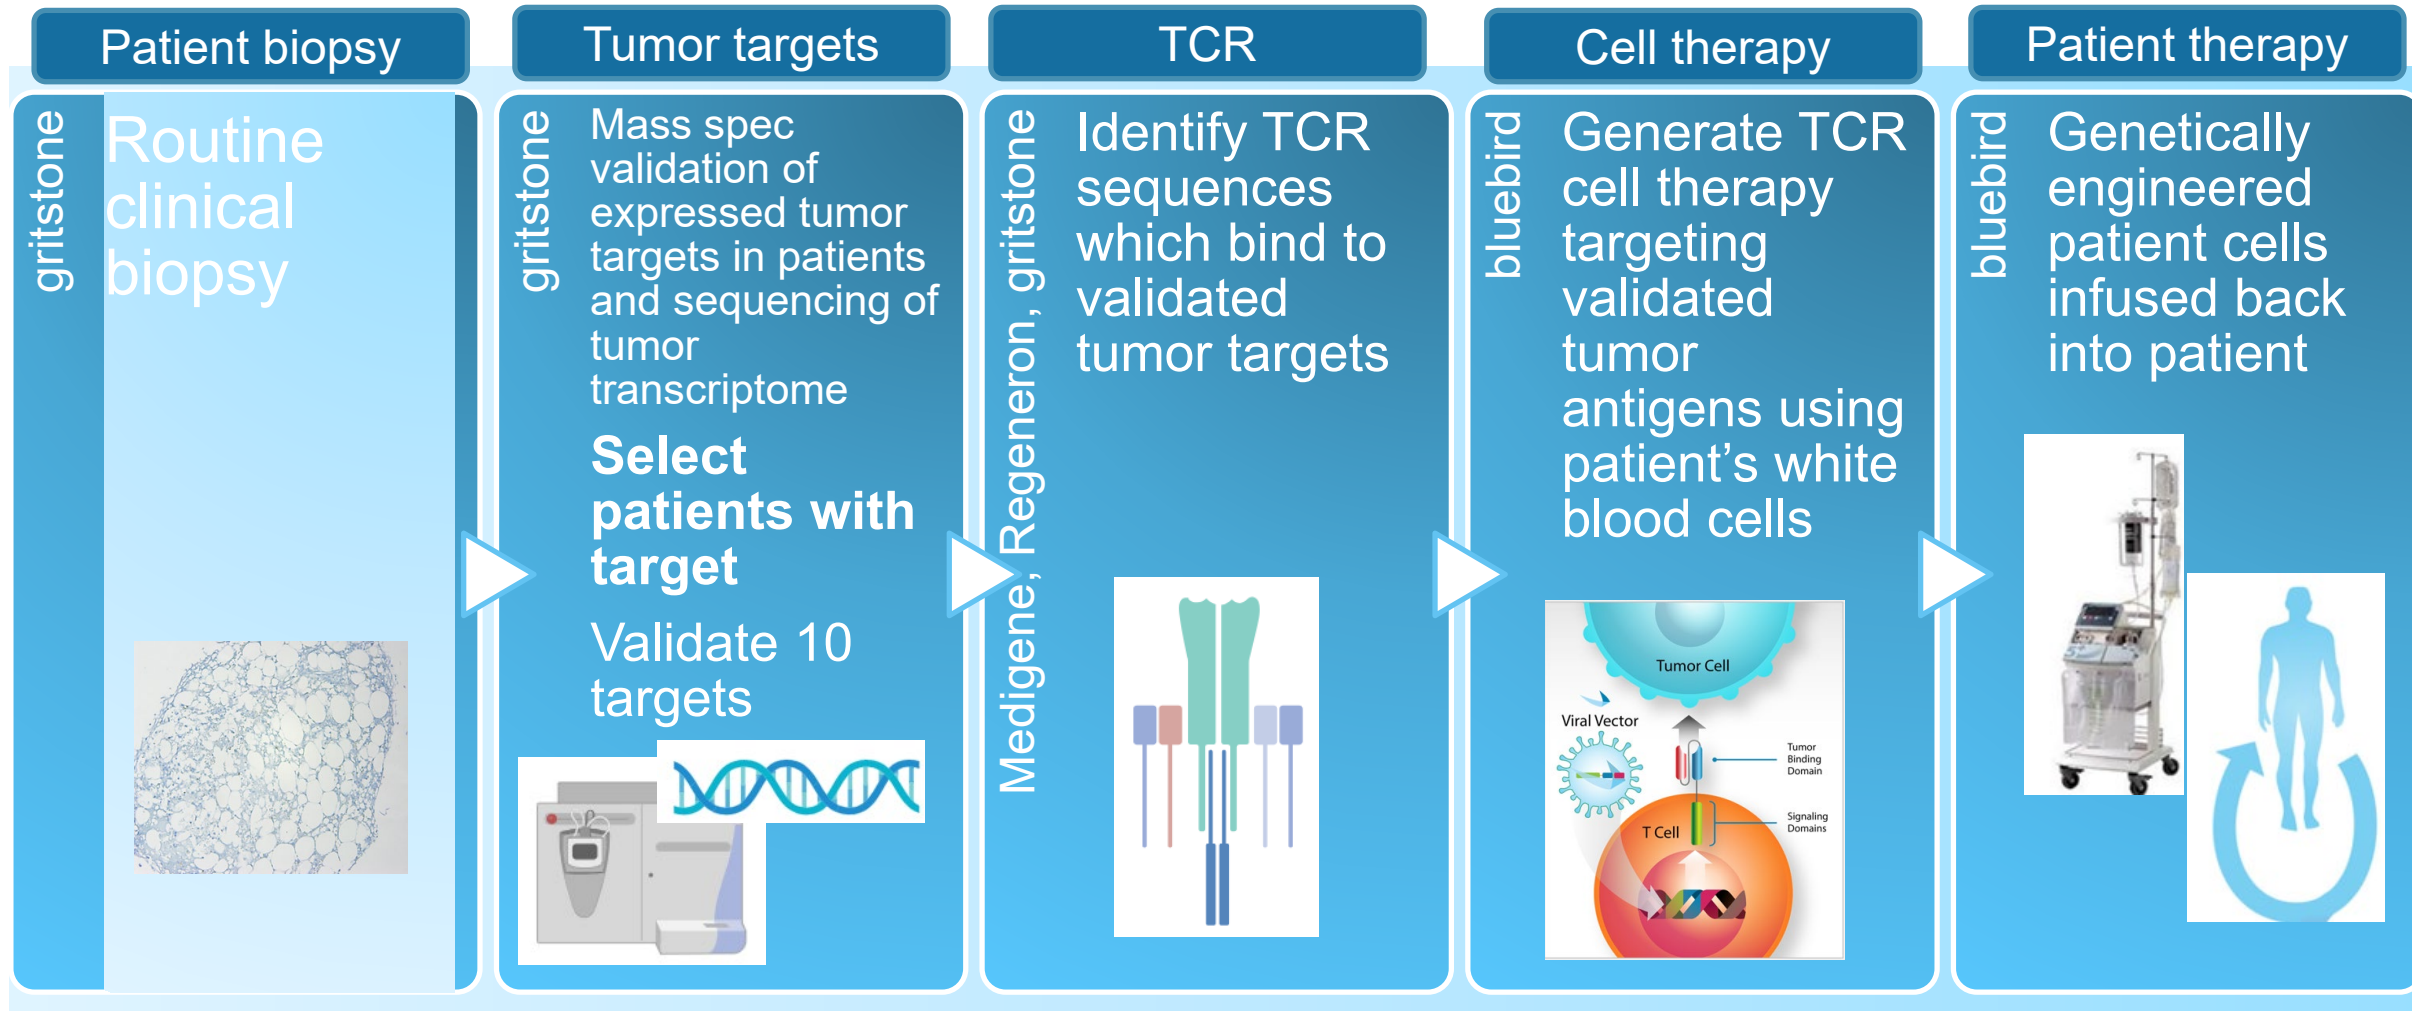 Patient biopsy
gritstone
Routine
clinical
biopsy
Tumor targets
gritstone
Mass spec
validation of
expressed tumor
targets in patients
and sequencing of
tumor
transcriptome
Select
patients with
target
Validate 10
targets
TCR
Medigene, Regeneron, gritstone
Identify TCR
sequences
which bind to
validated
tumor targets
Cell therapy
bluebird
Generate TCR
cell therapy
targeting
validated
tumor
antigens using
patient’s white
blood cells
Tumor Cell
Viral Vector
Tumor
Binding
Domain
Signaling
Domains
T Cell
Patient therapy
bluebird
Genetically
engineered
patient cells
infused back
into patient